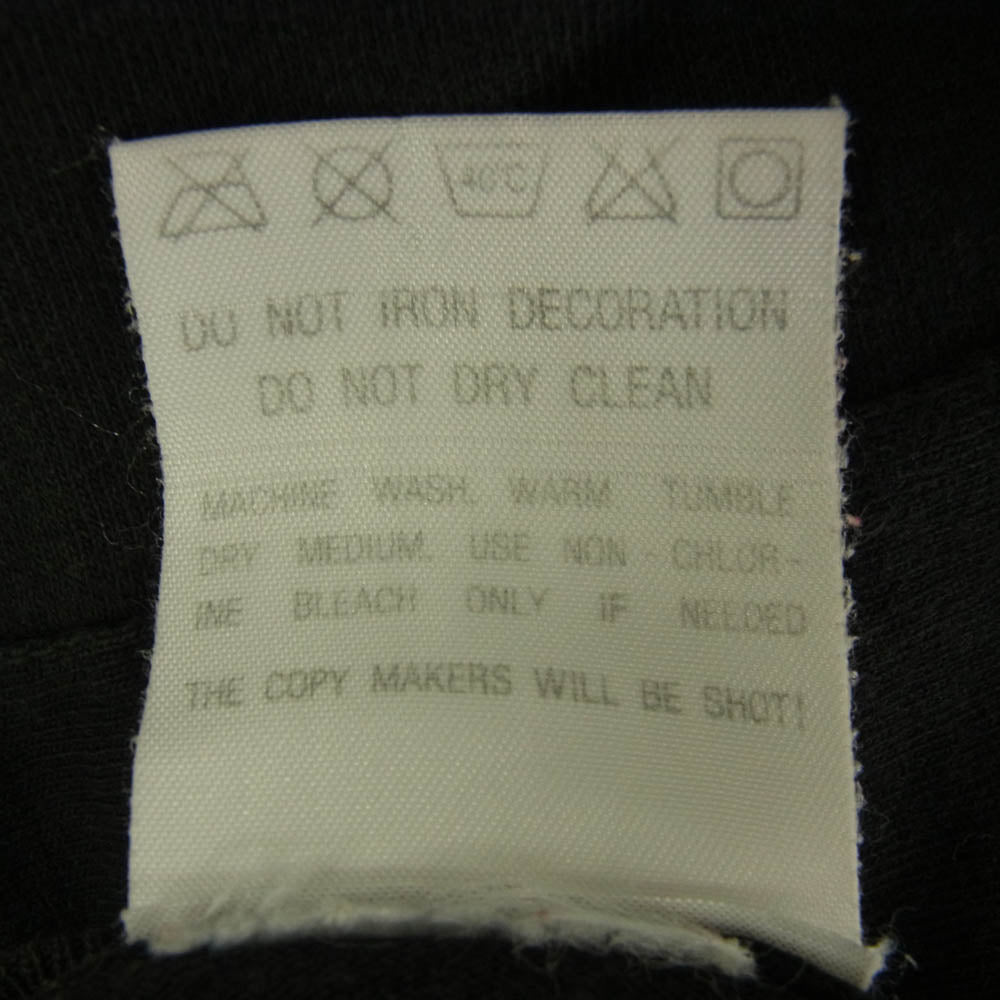 40°C
DO NOT IRON DECORATION
DO NOT DRY CLEAN
MACHINE WASH, WARM. TUMBLE
DRY MEDIUM. USE NON - CHLOR-
INE BLEACH ONLY IF NEEDED
THE COPY MAKERS WILL BE SHOT!